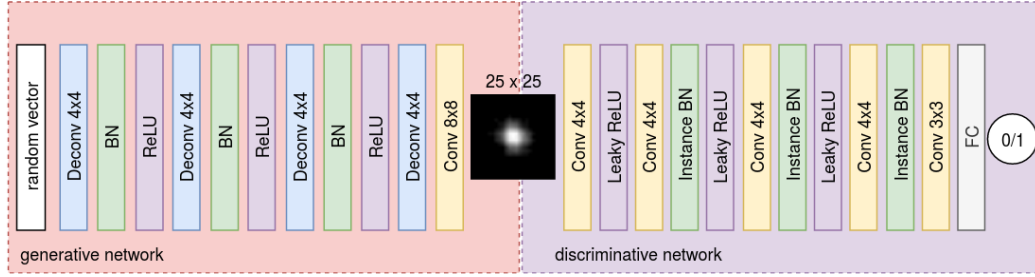 random vector
Deconv 4x4
BN
ReLU
Deconv 4x4
BN
ReLU
Deconv 4x4
BN
ReLU
Deconv 4x4
Conv 8x8
25 x 25
Conv 4x4
Leaky ReLU
Conv 4x4
Instance BN
Leaky ReLU
Conv 4x4
Instance BN
Leaky ReLU
Conv 4x4
Instance BN
Conv 3x3
FC
0/1
generative network
discriminative network